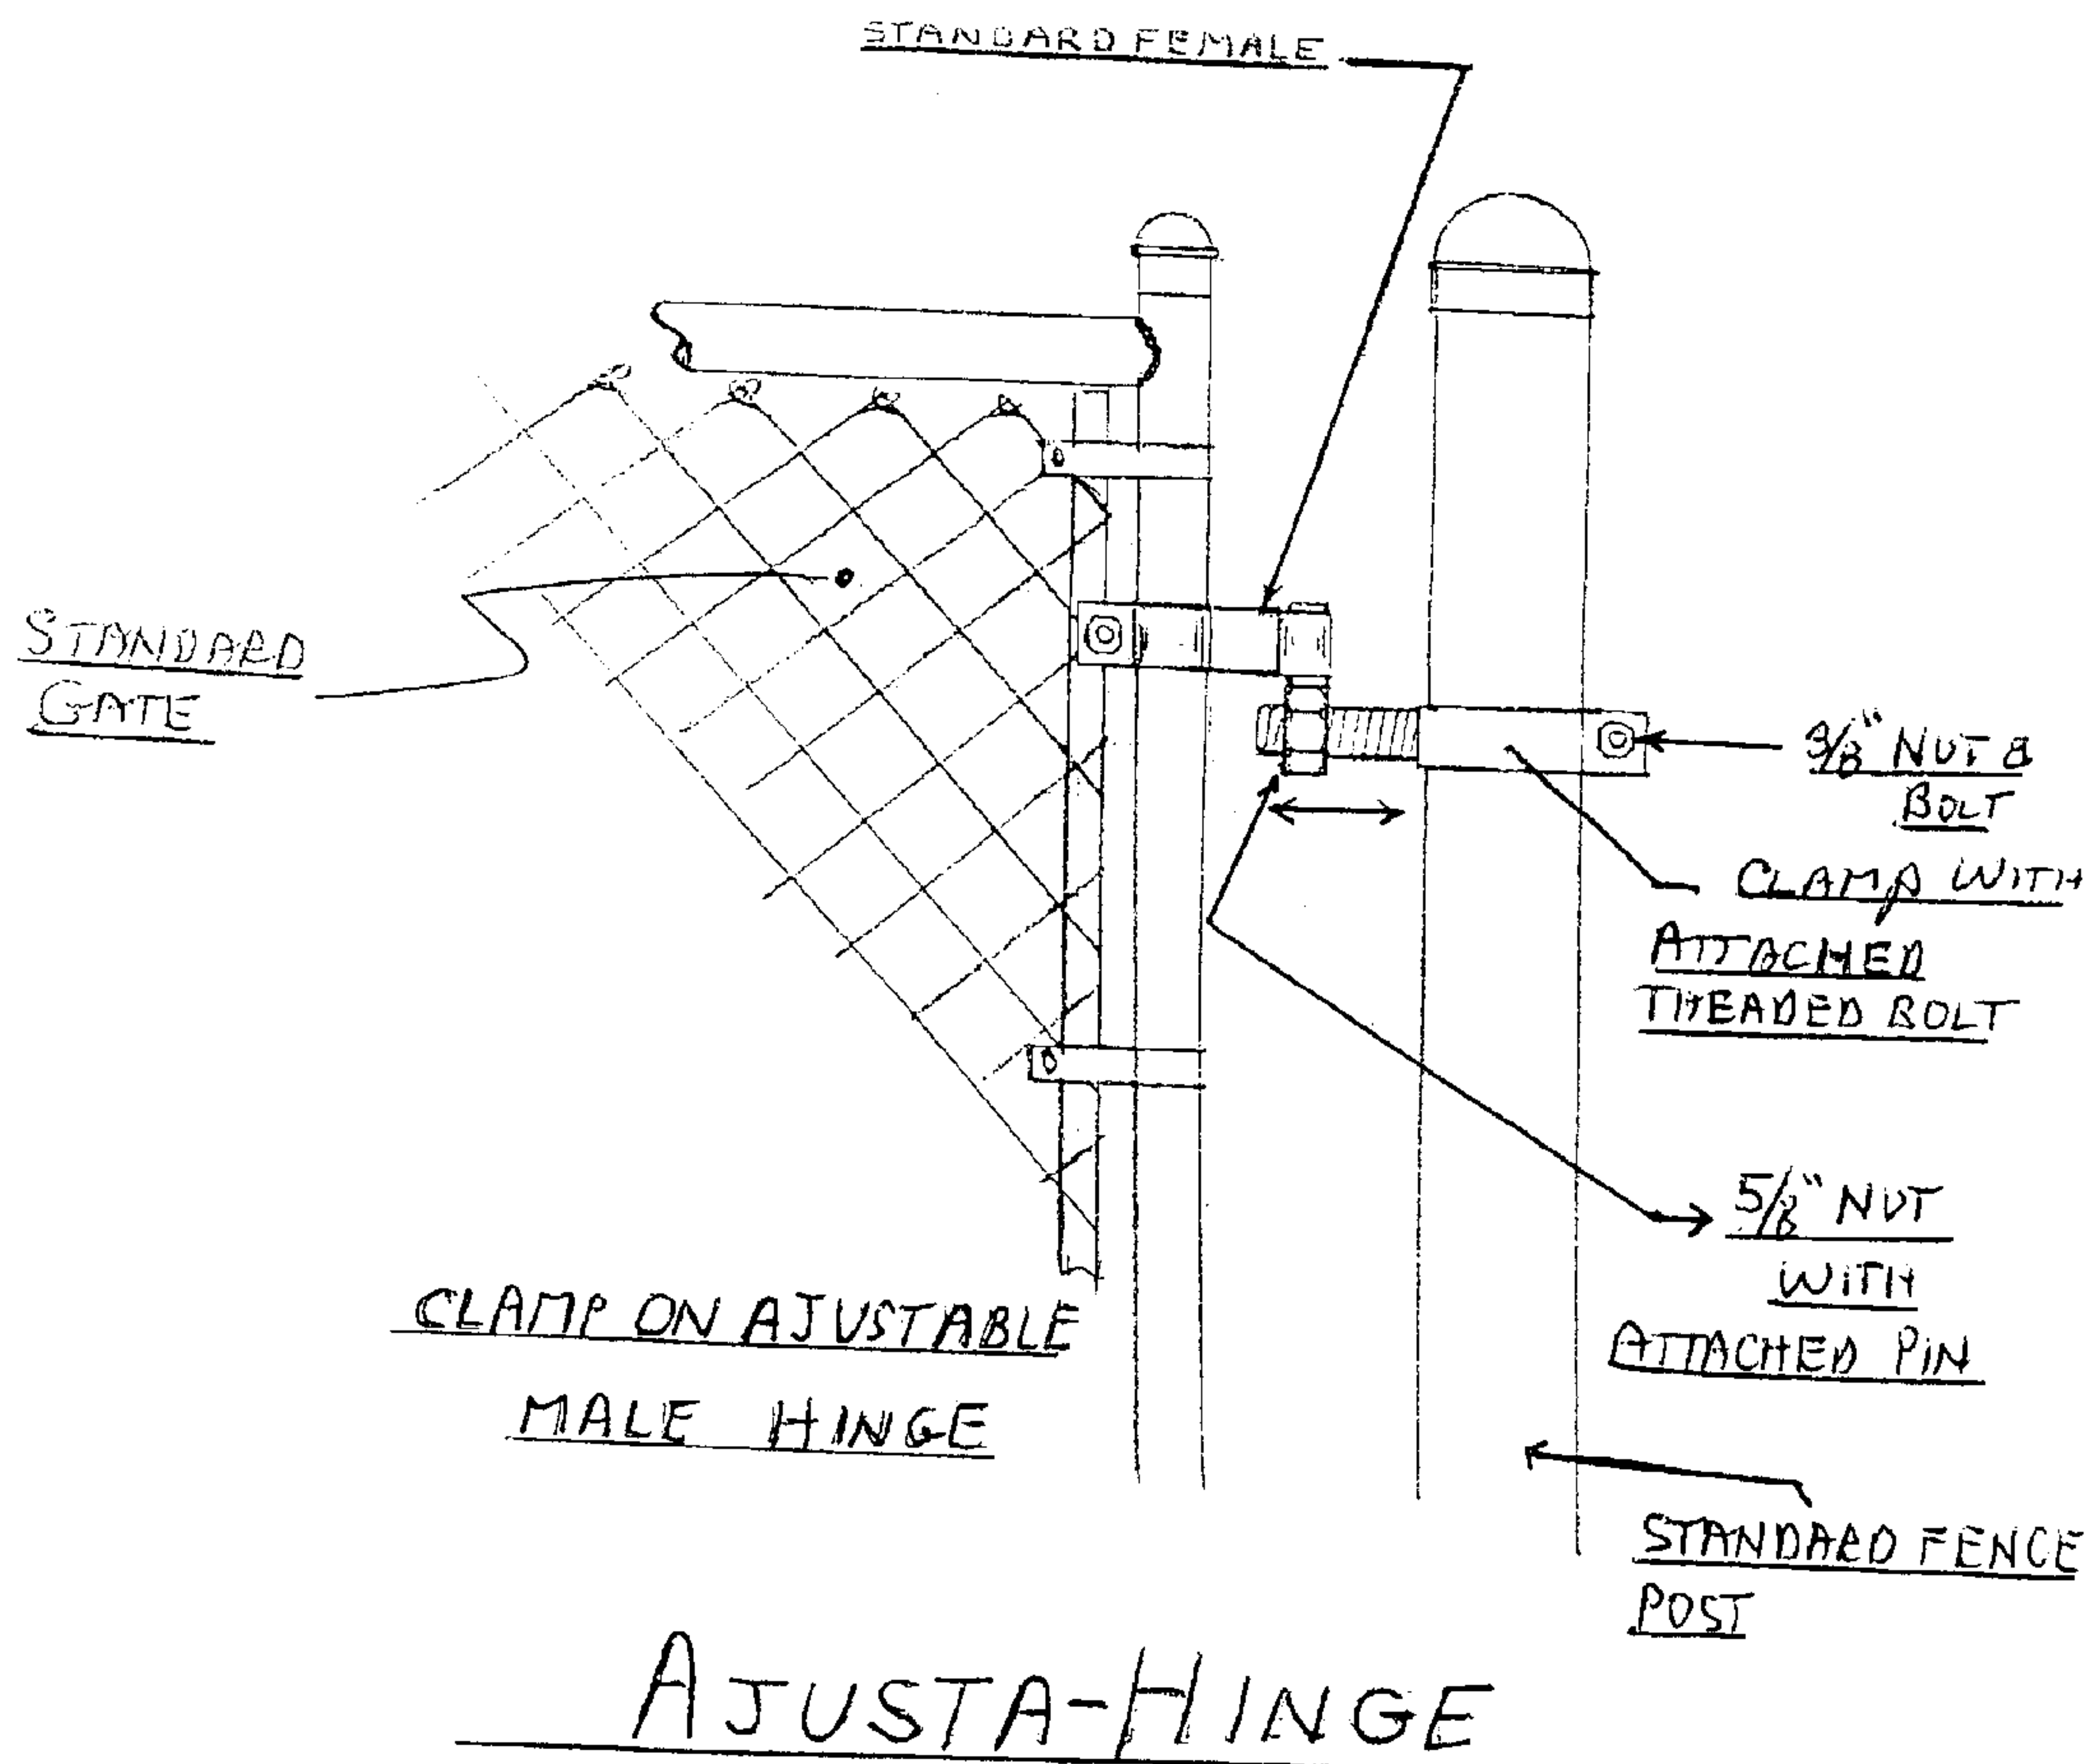 STANDARD FEMALE
STANDARD
GATE
3/8" NUT &
BOLT
CLAMP WITH
ATTACHED
THEADED BOLT
5/8" NUT
WITH
ATTACHED PIN
CLAMP ON AJUSTABLE
MALE HINGE
STANDARD FENCE
POST
AJUSTA-HINGE